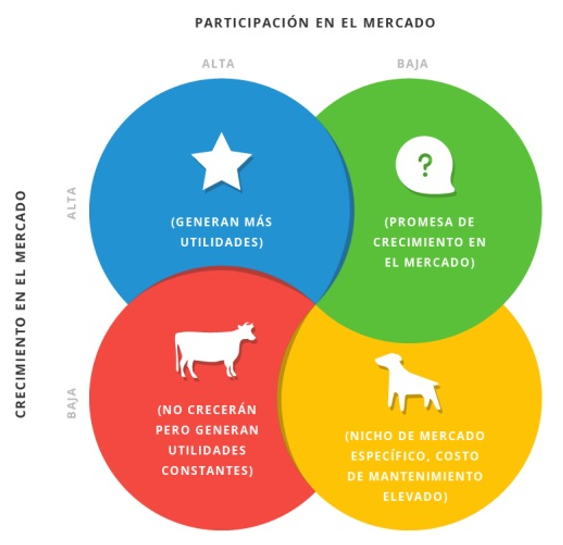 PARTICIPACIÓN EN EL MERCADO
ALTA
BAJA
CRECIMIENTO EN EL MERCADO
ALTA
(GENERAN MÁS
UTILIDADES)
?
(PROMESA DE
CRECIMIENTO EN
EL MERCADO)
BAJA
(NO CRECERÁN
PERO GENERAN
UTILIDADES
CONSTANTES)
(NICHO DE MERCADO
ESPECÍFICO, COSTO
DE MANTENIMIENTO
ELEVADO)